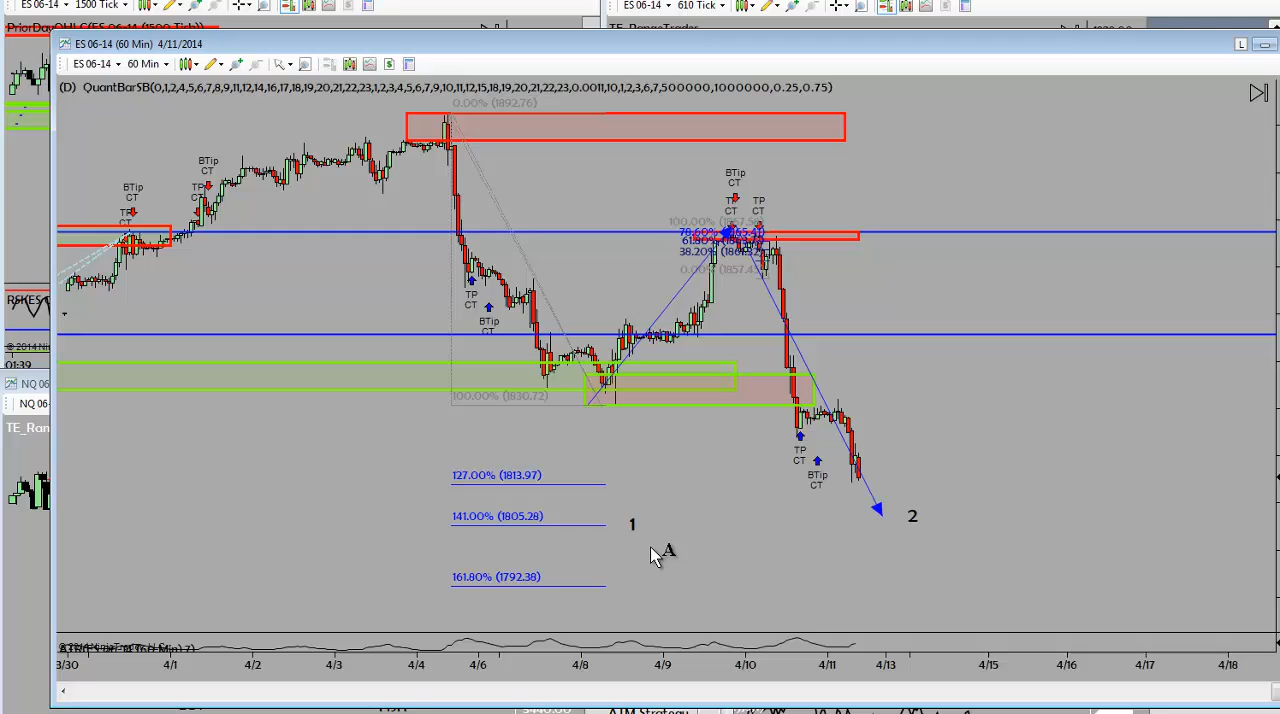 ES 06-14 1500 Tick
ES 06-14 610 Tick
PriorDayOHLC(ES 06-14 (1500 Tick)
ES 06-14 (60 Min) 4/11/2014
L
ES 06-14 60 Min
(D) QuantBarSB(0,1,2,4,5,6,7,8,9,11,12,14,16,17,18,19,20,21,22,23,1,2,3,4,5,6,7,9,10,11,12,15,18,19,20,21,22,23,0.0011,10,1,2,3,6,7,500000,1000000,0.25,0.75)
0.00% (1892.76)
BTip
CT
BTip
CT
TP
CT
TP
CT
BTip
CT
TP
CT
TP
CT
78.60%
61.80%
38.20%
0.00%
TP
CT
BTip
CT
100.00% (1830.72)
01:39
NQ 06
NQ 06-
TP
CT
BTip
CT
127.00% (1813.97)
141.00% (1805.28)
1
2
A
161.80% (1792.38)
3/30
4/1
4/2
4/3
4/4
4/6
4/8
4/9
4/10
4/11
4/13
4/15
4/16
4/17
4/18
ATM Strategy